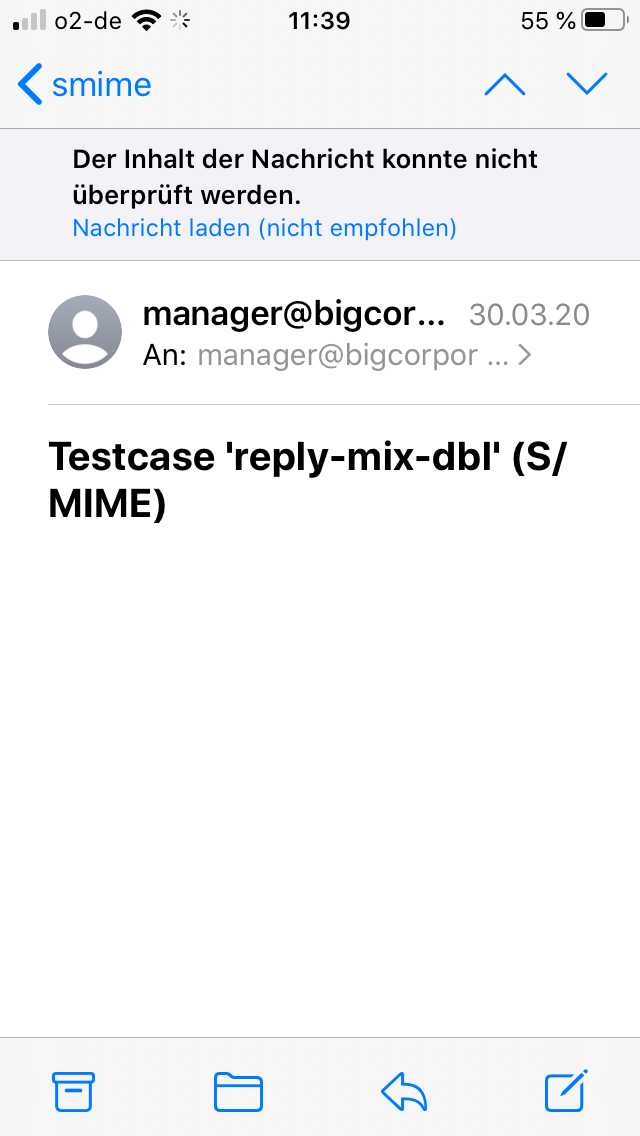 o2-de 11:39 55 %
smime
Der Inhalt der Nachricht konnte nicht
überprüft werden.
Nachricht laden (nicht empfohlen)
manager@bigcor... 30.03.20
An: manager@bigcorpor ...
Testcase 'reply-mix-dbl' (S/
MIME)